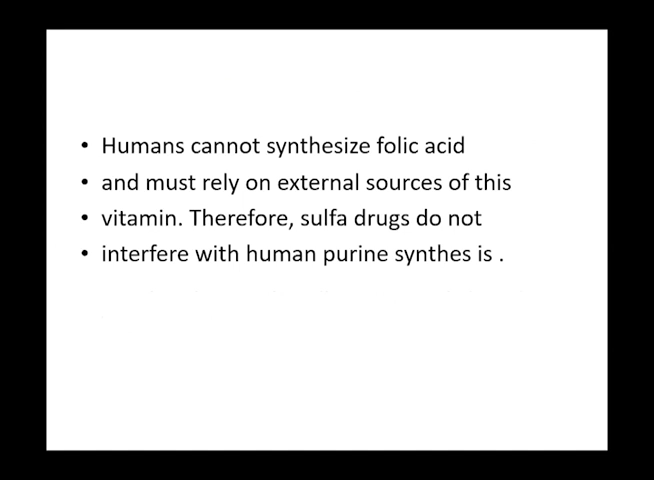 • Humans cannot synthesize folic acid
• and must rely on external sources of this
• vitamin. Therefore, sulfa drugs do not
• interfere with human purine synthes is .